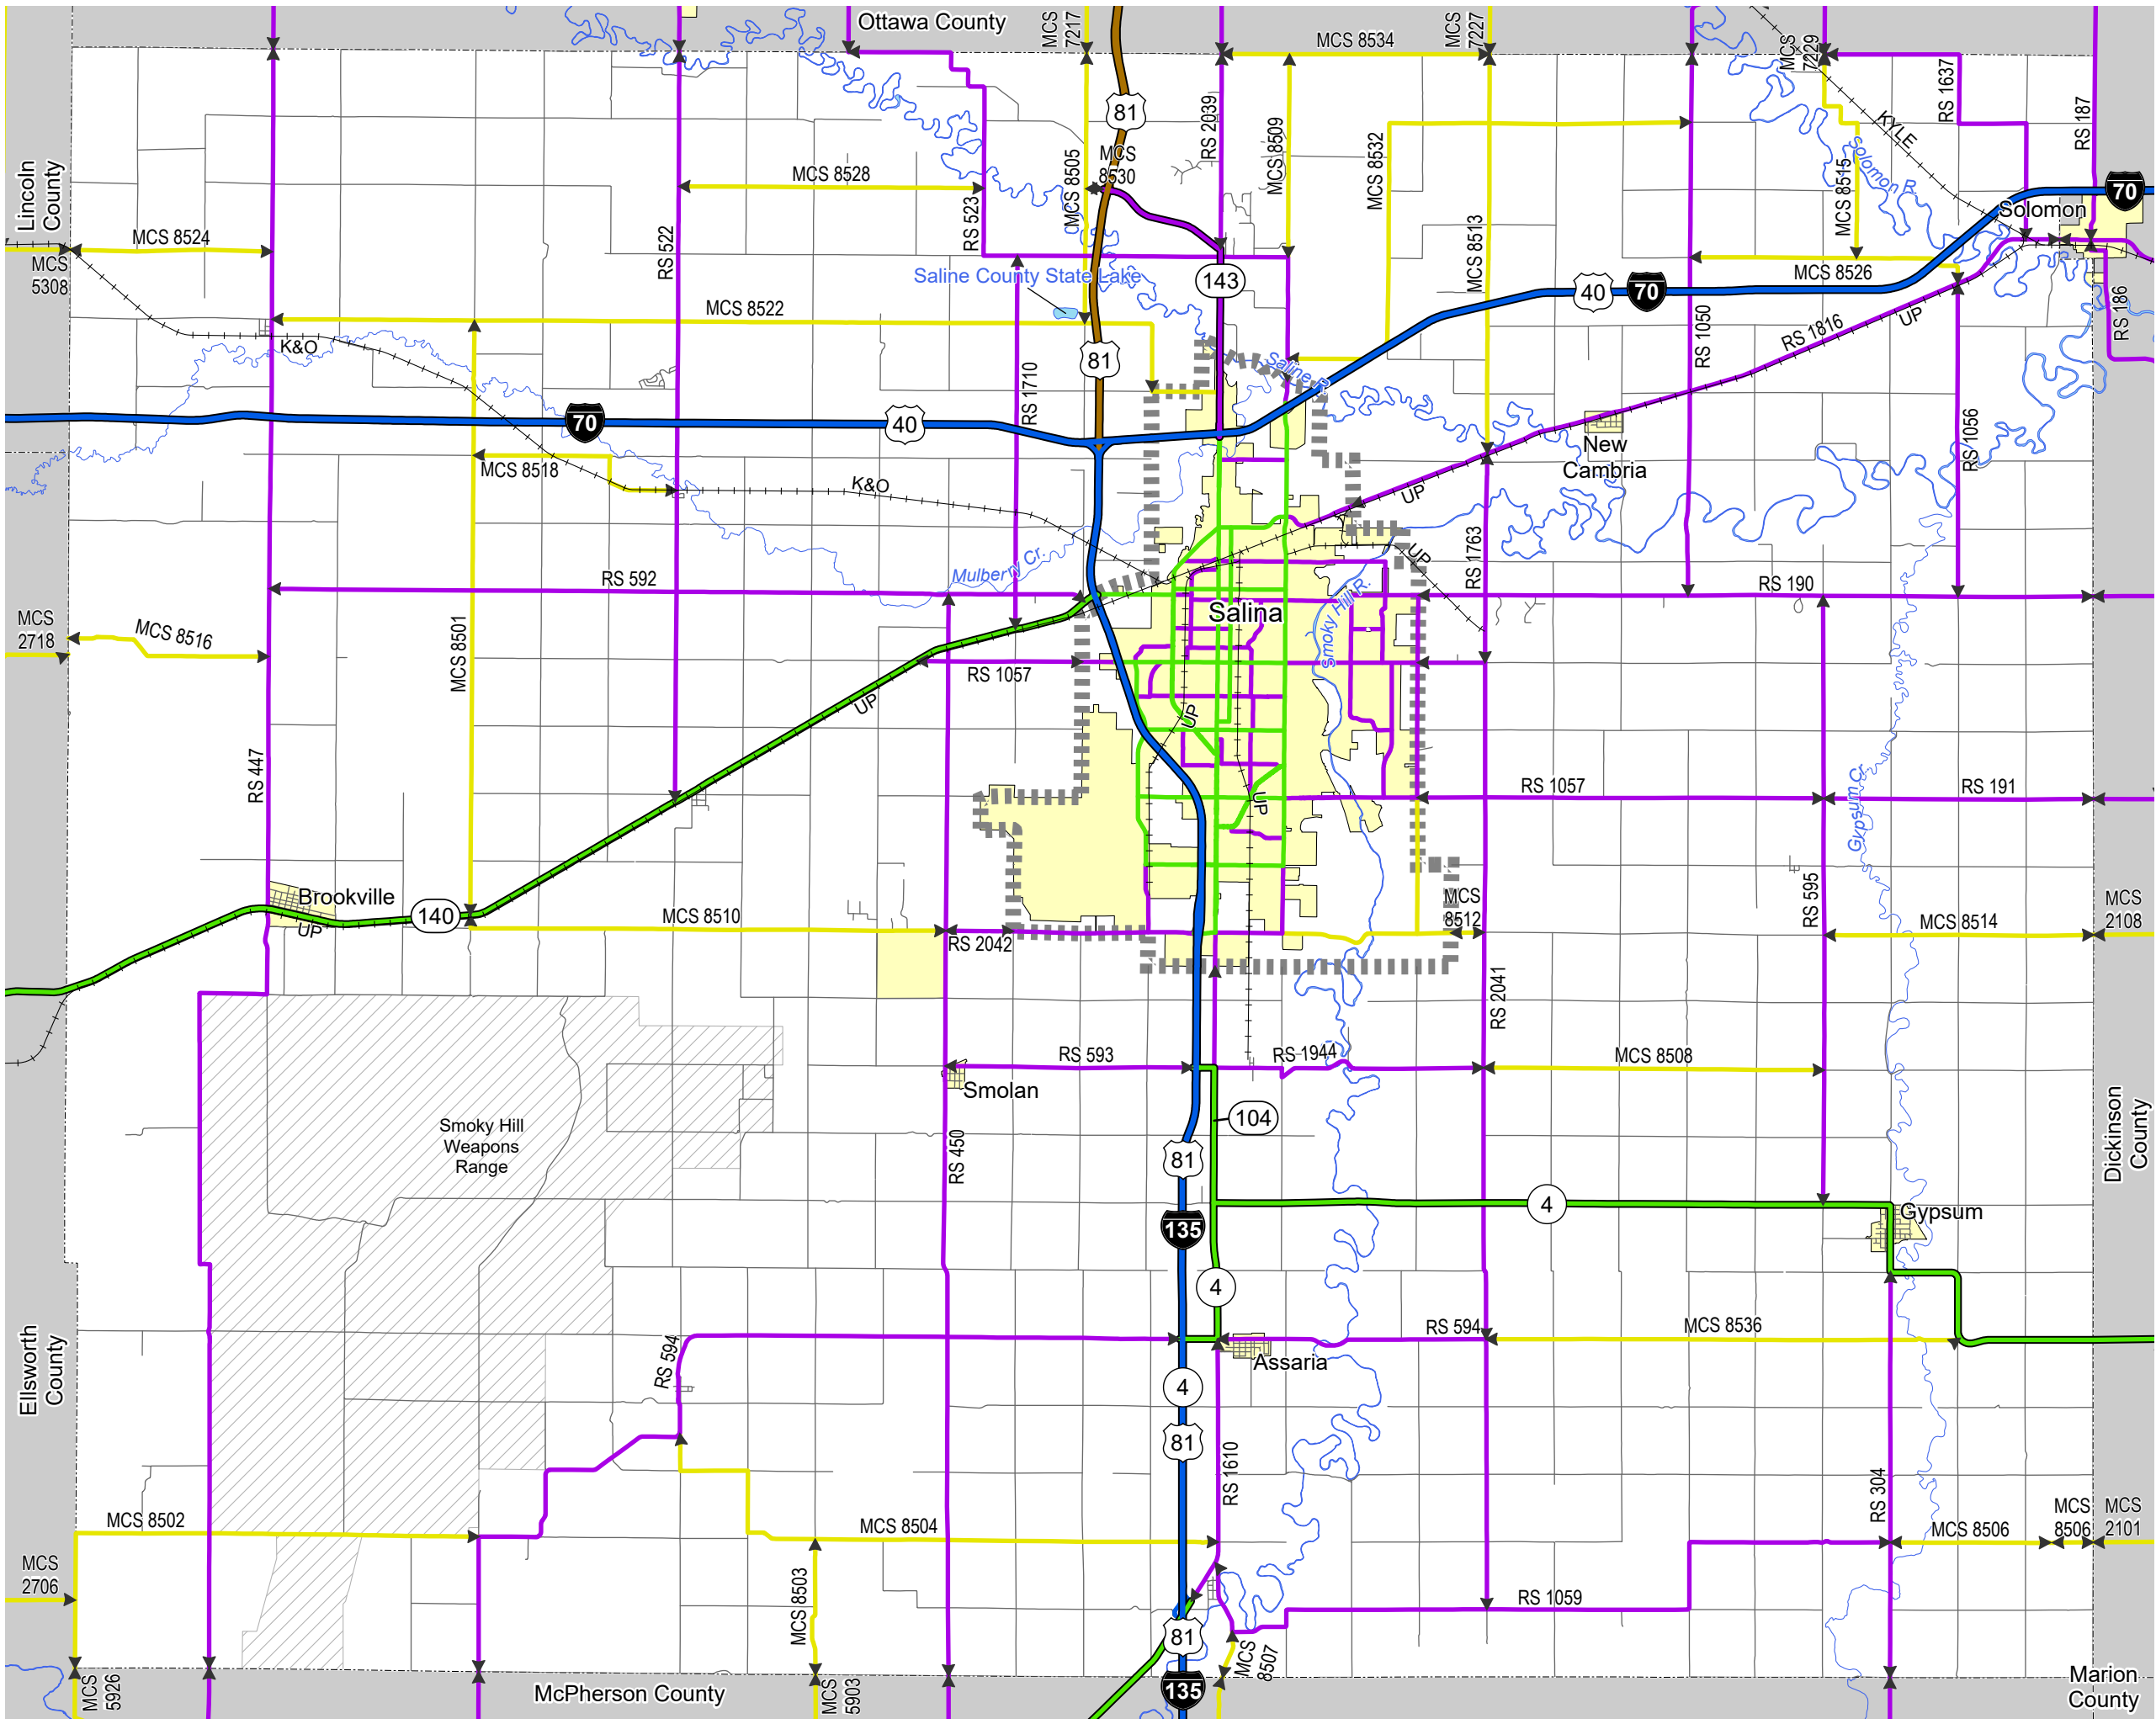 Ottawa County
MCS
7217
MCS 8534
MCS
7227
MCS
7229
RS 1637
RS 187
81
RS 2039
MCS 8509
MCS 8532
KYLE
Solomon R.
MCS 8515
Lincoln
County
MCS 8528
MCS 8505
MCS
8530
70
Solomon
RS 523
RS 522
MCS 8513
MCS 8524
MCS
5308
Saline County State Lake
143
40
70
MCS 8526
RS 186
MCS 8522
K&O
81
RS 1050
RS 1816
UP
Saline R.
RS 1710
70
40
New
Cambria
RS 1056
MCS 8518
K&O
UP
RS 1763
UP
Mulberry Cr.
RS 592
RS 190
Salina
Smoky Hill R.
MCS
2718
MCS 8516
MCS 8501
RS 1057
UP
UP
RS 447
RS 1057
RS 191
UP
Gypsum Cr.
Brookville
UP
140
MCS 8510
RS 2042
MCS
8512
RS 595
MCS 8514
MCS
2108
RS 2041
RS 593
RS 1944
MCS 8508
Smolan
104
Smoky Hill
Weapons
Range
RS 450
81
Dickinson
County
135
4
Gypsum
4
Ellsworth
County
RS 594
RS 594
MCS 8536
Assaria
4
81
RS 1610
RS 304
MCS 8502
MCS 8504
MCS 8506
MCS
8506
MCS
2101
MCS
2706
MCS 8503
RS 1059
81
MCS
8507
MCS
5926
McPherson County
MCS
5903
135
Marion
County